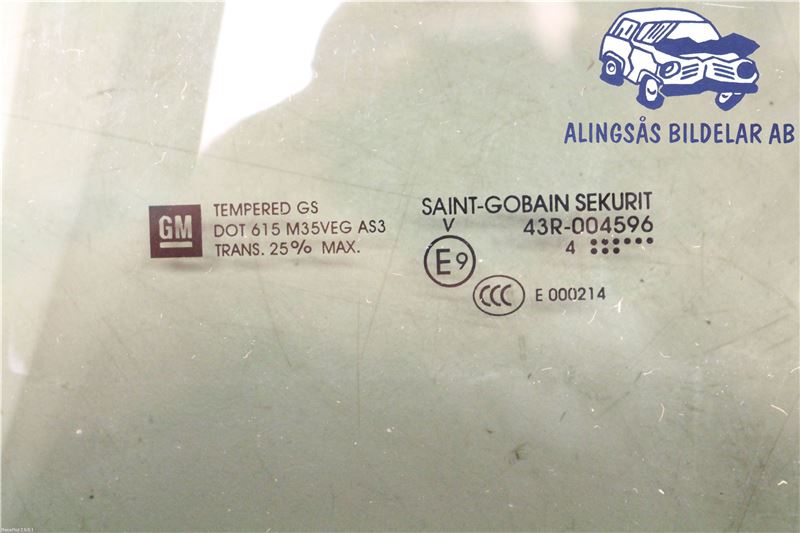 ALINGSÅS BILDELAR AB
GM
TEMPERED GS
DOT 615 M35VEG AS3
TRANS. 25% MAX.
SAINT-GOBAIN SEKURIT
V 43R-004596
4
E9
CCC E 000214